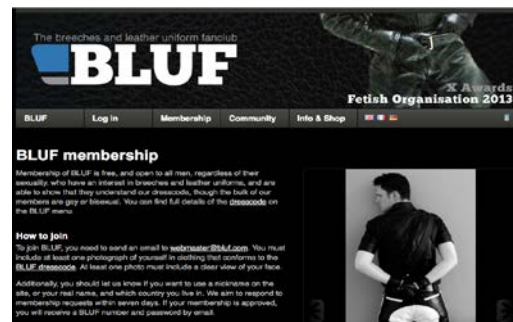 The breeches and leather uniform fanclub
BLUF
X Awards
Fetish Organisation 2013
BLUF Log in Membership Community Info & Shop
BLUF membership
Membership of BLUF is free, and open to all men, regardless of their
sexuality, who have an interest in breeches and leather uniforms, and are
able to show that they understand our dresscode, though the bulk of our
members are gay or bisexual. You can find full details of the dresscode on
the BLUF menu.
How to join
To join BLUF, you need to send an email to webmaster@bluf.com. You must
include at least one photograph of yourself in clothing that conforms to the
BLUF dresscode. At least one photo must include a clear view of your face.
Additionally, you should let us know if you want to use a nickname on the
site, or your real name, and which country you live in. We aim to respond to
membership requests within seven days. If your membership is approved,
you will receive a BLUF number and password by email.